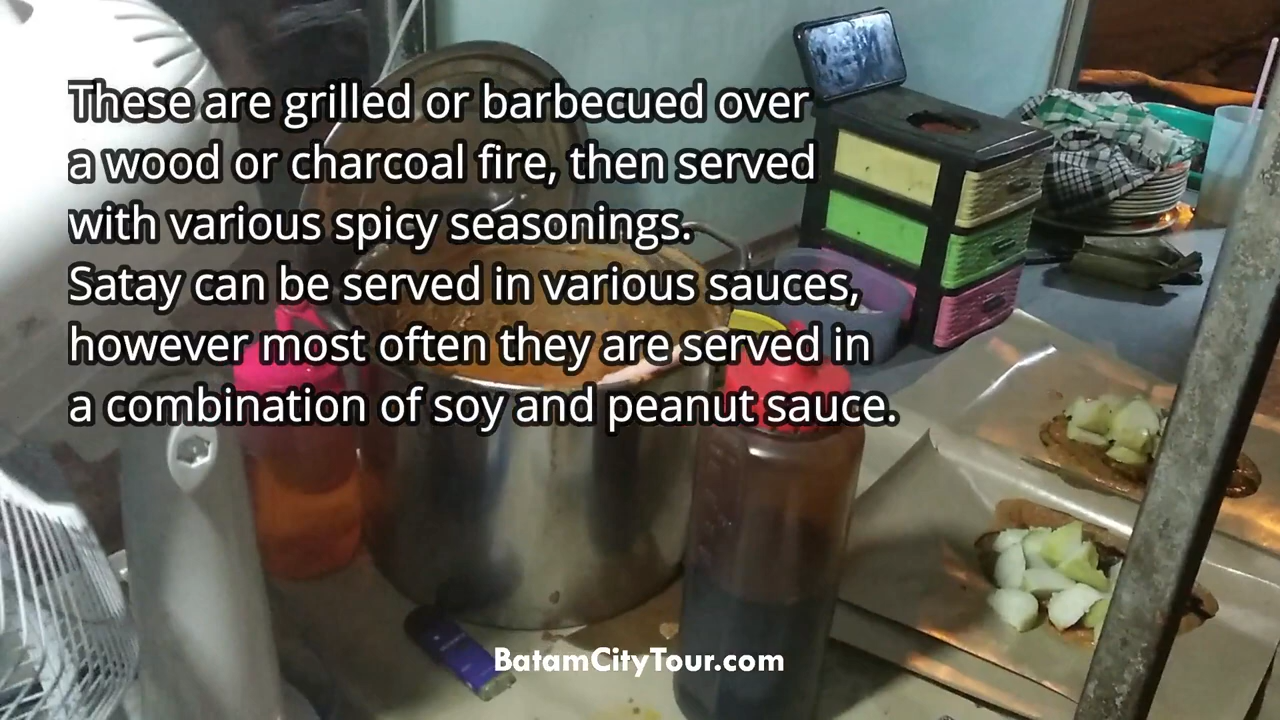 These are grilled or barbecued over
a wood or charcoal fire, then served
with various spicy seasonings.
Satay can be served in various sauces,
however most often they are served in
a combination of soy and peanut sauce.
BatamCityTour.com